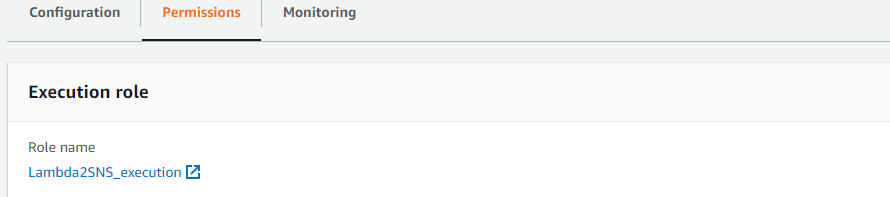 Configuration Permissions Monitoring
Execution role
Role name
Lambda2SNS_execution